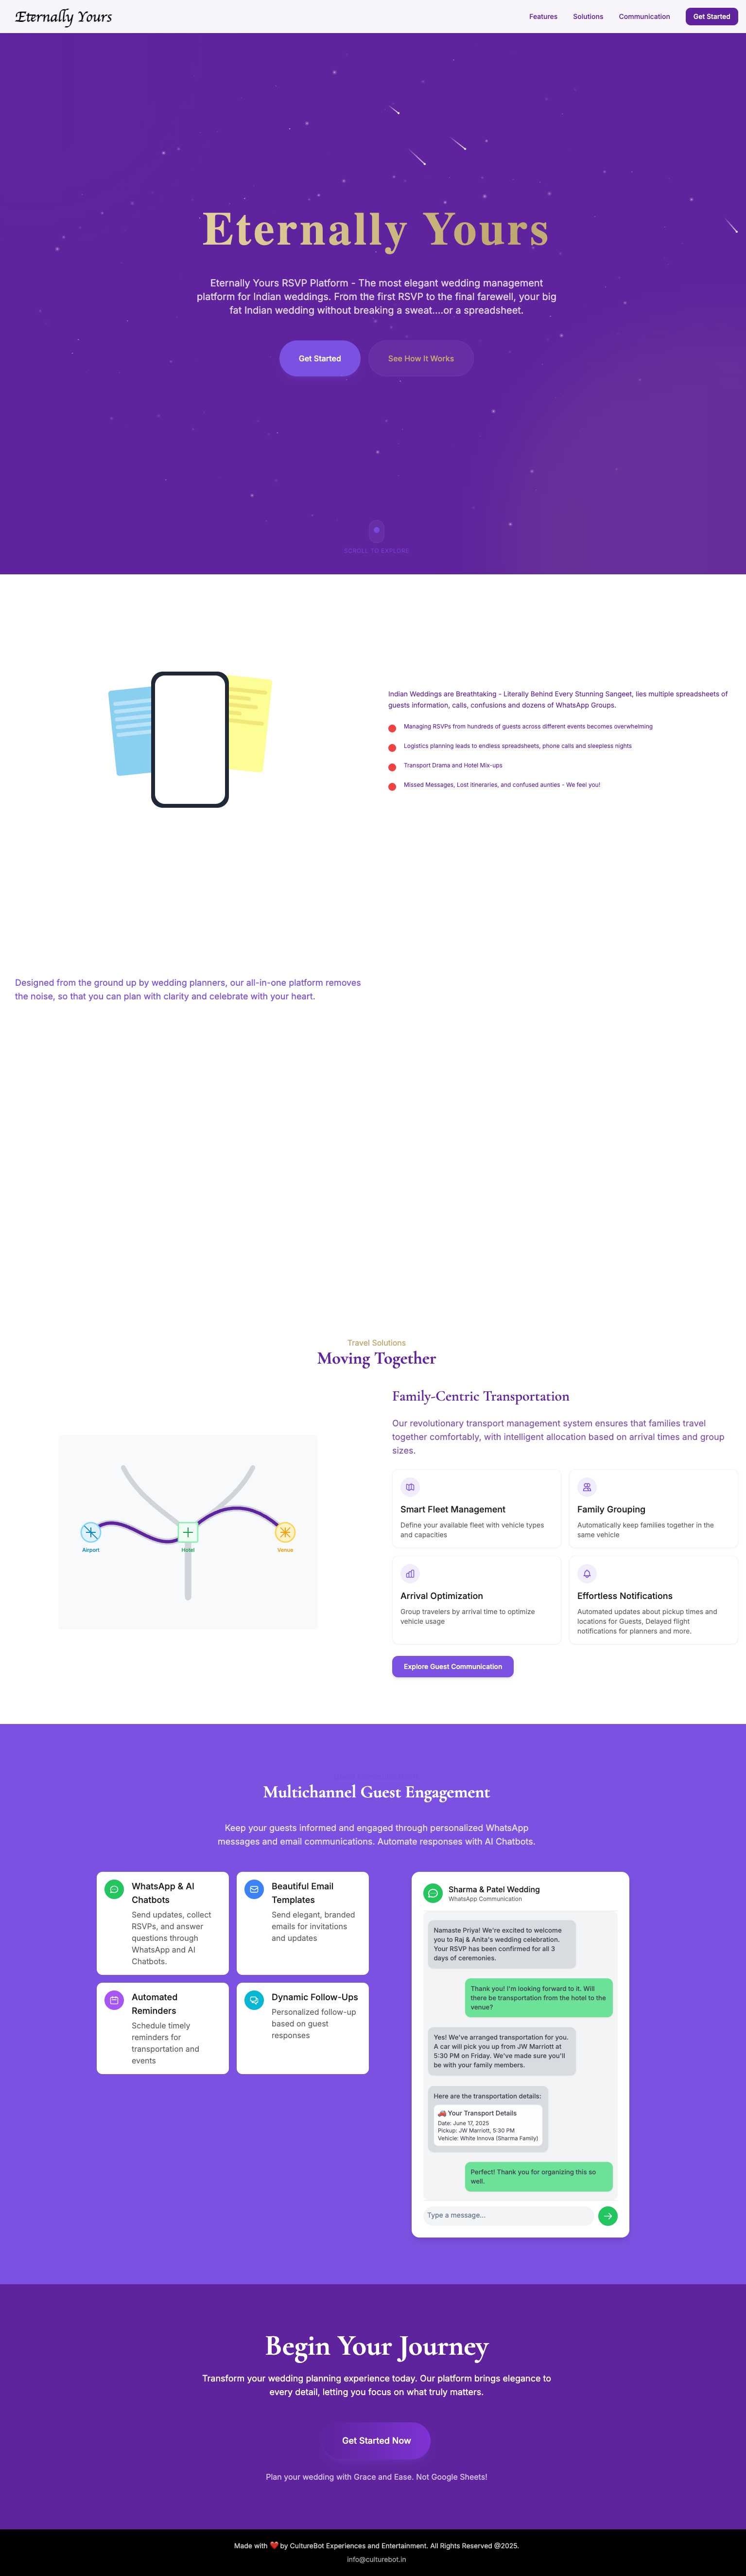 Eternally Yours
Features
Solutions
Communication
Get Started
Eternally Yours
Eternally Yours RSVP Platform - The most elegant wedding management
platform for Indian weddings. From the first RSVP to the final farewell, your big
fat Indian wedding without breaking a sweat....or a spreadsheet.
Get Started
See How It Works
SCROLL TO EXPLORE
Indian Weddings are Breathtaking - Literally Behind Every Stunning Sangeet, lies multiple spreadsheets of
guests information, calls, confusions and dozens of WhatsApp Groups.
Managing RSVPs from hundreds of guests across different events becomes overwhelming
Logistics planning leads to endless spreadsheets, phone calls and sleepless nights
Transport Drama and Hotel Mix-ups
Missed Messages, Lost Itineraries, and confused aunties - We feel you!
Designed from the ground up by wedding planners, our all-in-one platform removes
the noise, so that you can plan with clarity and celebrate with your heart.
Travel Solutions
Moving Together
Airport
Hotel
Venue
Family-Centric Transportation
Our revolutionary transport management system ensures that families travel
together comfortably, with intelligent allocation based on arrival times and group
sizes.
Smart Fleet Management
Define your available fleet with vehicle types
and capacities
Family Grouping
Automatically keep families together in the
same vehicle
Arrival Optimization
Group travelers by arrival time to optimize
vehicle usage
Effortless Notifications
Automated updates about pickup times and
locations for Guests, Delayed flight
notifications for planners and more.
Explore Guest Communication
Multichannel Guest Engagement
Keep your guests informed and engaged through personalized WhatsApp
messages and email communications. Automate responses with AI Chatbots.
WhatsApp & AI
Chatbots
Send updates, collect
RSVPs, and answer
questions through
WhatsApp and AI
Chatbots.
Beautiful Email
Templates
Send elegant, branded
emails for invitations
and updates
Automated
Reminders
Schedule timely
reminders for
transportation and
events
Dynamic Follow-Ups
Personalized follow-up
based on guest
responses
Sharma & Patel Wedding
WhatsApp Communication
Namaste Priya! We're excited to welcome
you to Raj & Anita's wedding celebration.
Your RSVP has been confirmed for all 3
days of ceremonies.
Thank you! I'm looking forward to it. Will
there be transportation from the hotel to the
venue?
Yes! We've arranged transportation for you.
A car will pick you up from JW Marriott at
5:30 PM on Friday. We've made sure you'll
be with your family members.
Here are the transportation details:
🚗 Your Transport Details
Date: June 17, 2025
Pickup: JW Marriott, 5:30 PM
Vehicle: White Innova (Sharma Family)
Perfect! Thank you for organizing this so
well.
Type a message...
Begin Your Journey
Transform your wedding planning experience today. Our platform brings elegance to
every detail, letting you focus on what truly matters.
Get Started Now
Plan your wedding with Grace and Ease. Not Google Sheets!
Made with ❤️ by CultureBot Experiences and Entertainment. All Rights Reserved @2025.
info@culturebot.in